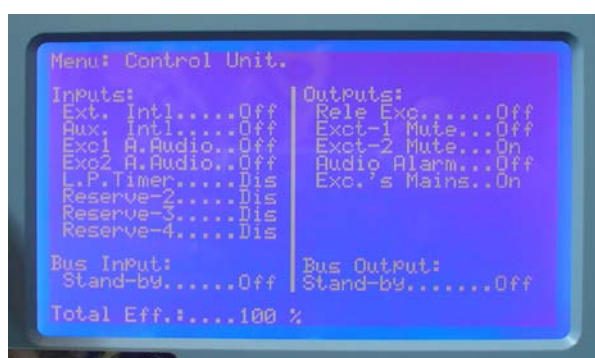 Menu: Control Unit.
Inputs:
Ext. Intl.....Off
Aux. Intl.....Off
Exc1 A.Audio..Off
Exc2 A.Audio..Off
L.P.Timer.....Dis
Reserve-2.....Dis
Reserve-3.....Dis
Reserve-4.....Dis
Bus Input:
Stand-by.......Off
Total Eff.:....100 %
Outputs:
Rele Exc......Off
Exct-1 Mute...Off
Exct-2 Mute...On
Audio Alarm...Off
Exc.'s Mains..On
Bus Output:
Stand-by.......Off